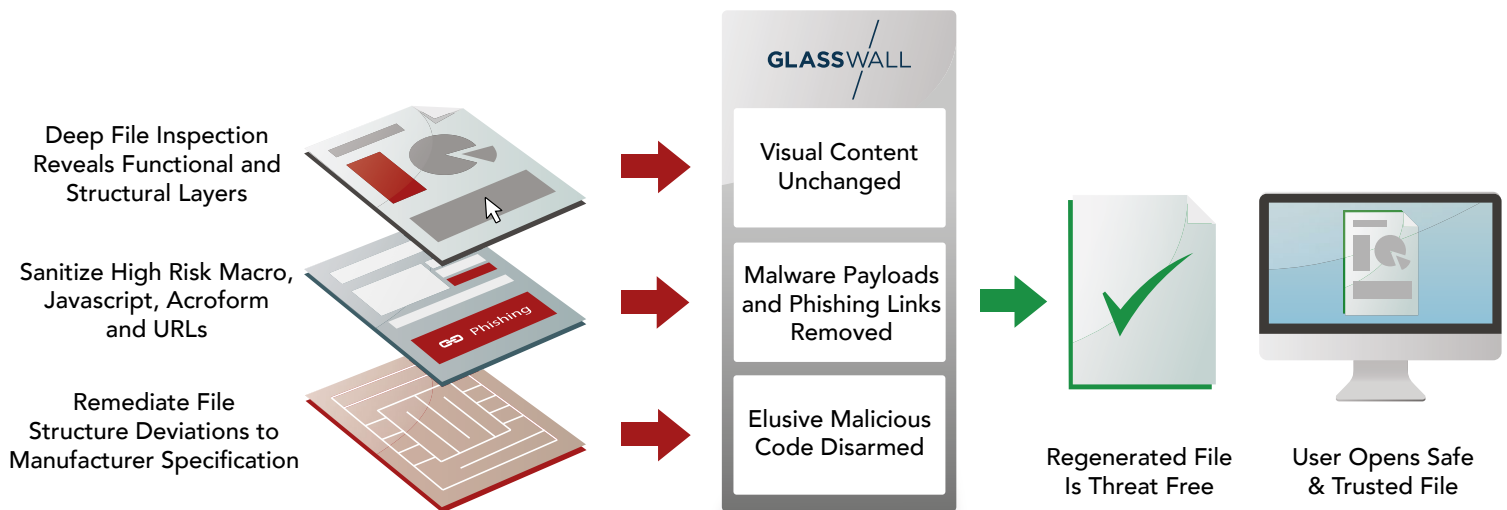 GLASSWALL
Deep File Inspection
Reveals Functional and
Structural Layers
Visual Content
Unchanged
Sanitize High Risk Macro,
Javascript, Acroform
and URLs
Phishing
Malware Payloads
and Phishing Links
Removed
Remediate File
Structure Deviations to
Manufacturer Specification
Elusive Malicious
Code Disarmed
Regenerated File
Is Threat Free
User Opens Safe
& Trusted File